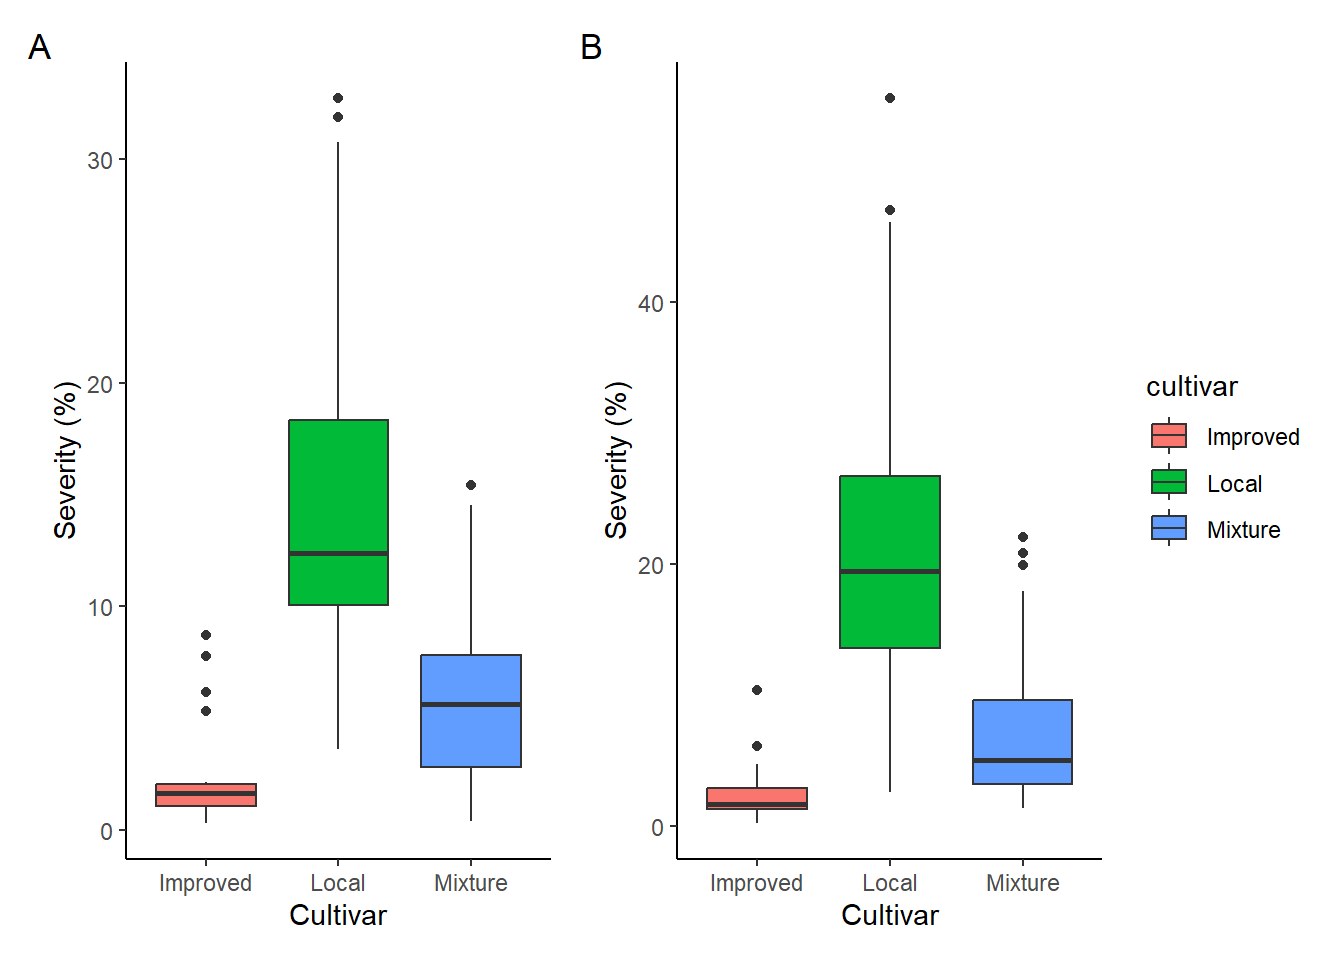 A
Severity (%)
30
20
10
0
Improved
Local
Mixture
Cultivar
B
Severity (%)
40
20
0
Improved
Local
Mixture
Cultivar
cultivar
Improved
Local
Mixture